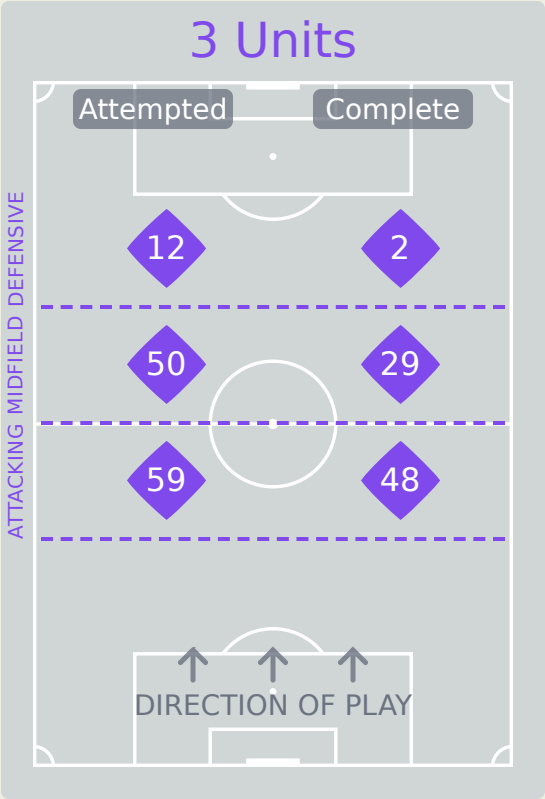 3 Units
Attempted Complete
12 2
50 29
59 48
ATTACKING MIDFIELD DEFENSIVE
DIRECTION OF PLAY